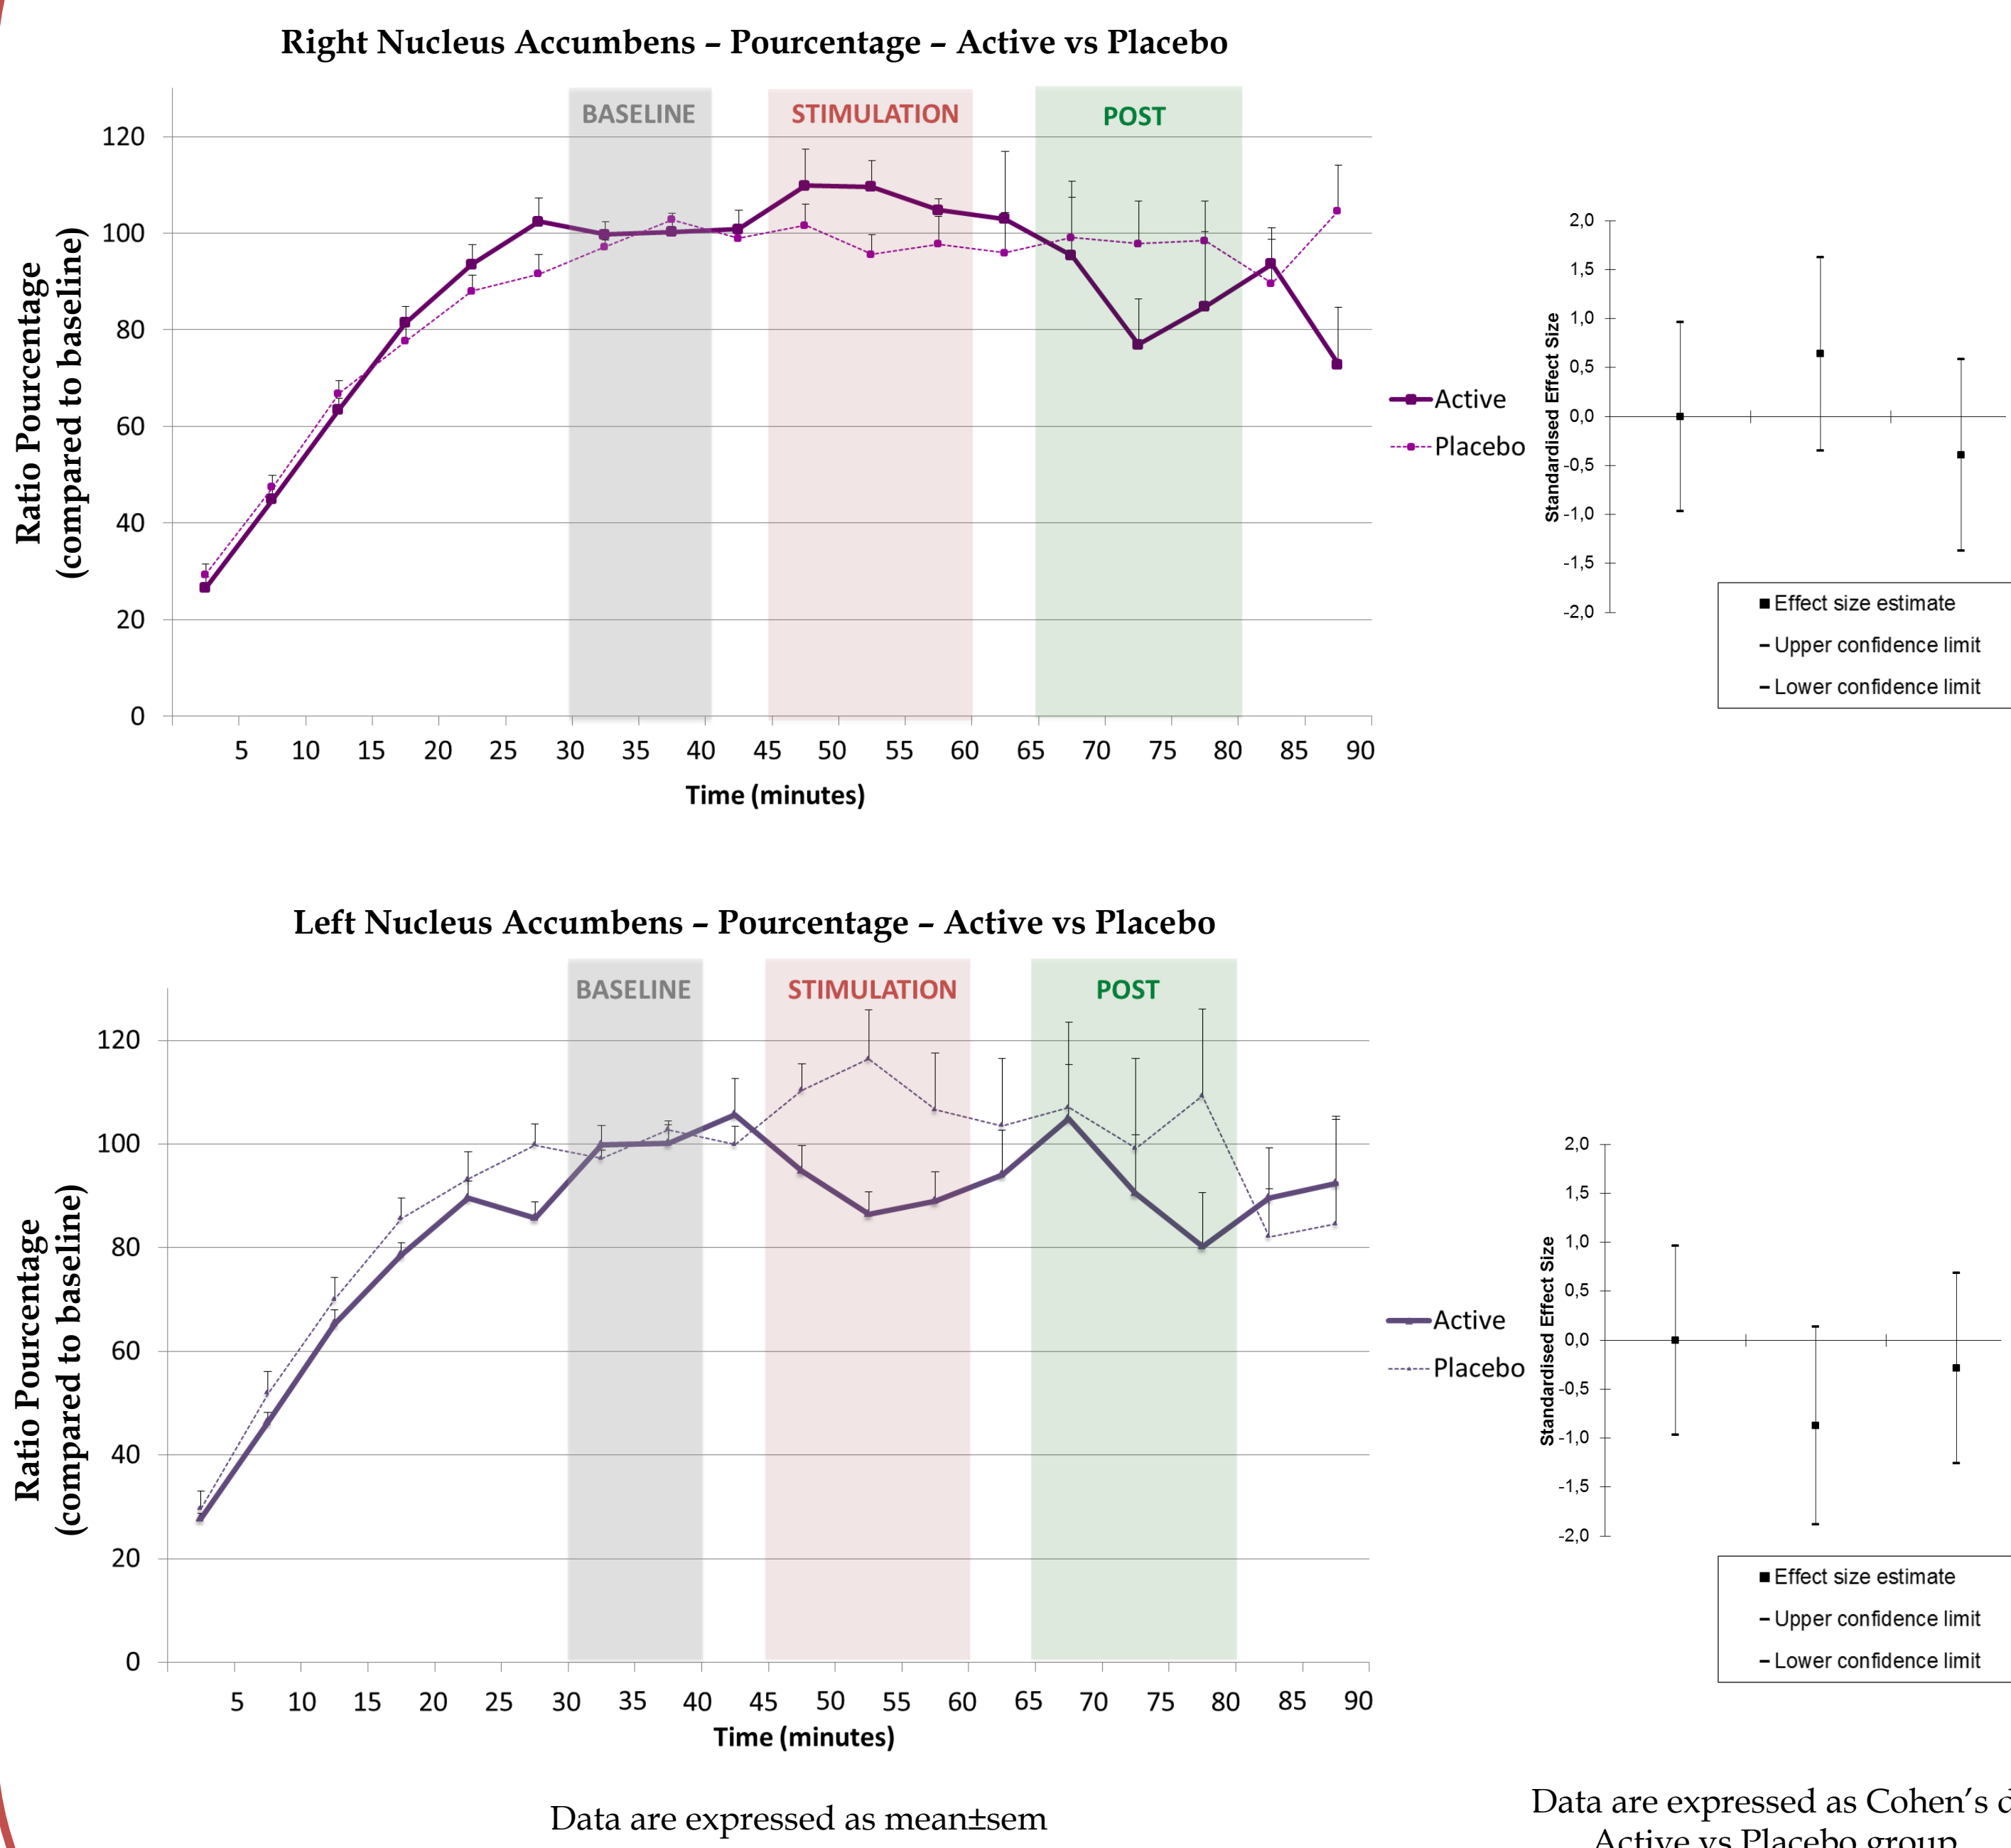 Right Nucleus Accumbens – Pourcentage – Active vs Placebo
BASELINE
STIMULATION
POST
120
100
80
60
40
20
0
Ratio Pourcentage
(compared to baseline)
5 10 15 20 25 30 35 40 45 50 55 60 65 70 75 80 85 90
Time (minutes)
Active
Placebo
Standardised Effect Size
2,0
1,5
1,0
0,5
0,0
-0,5
-1,0
-1,5
-2,0
Effect size estimate
Upper confidence limit
Lower confidence limit
Left Nucleus Accumbens – Pourcentage – Active vs Placebo
BASELINE
STIMULATION
POST
120
100
80
60
40
20
0
Ratio Pourcentage
(compared to baseline)
5 10 15 20 25 30 35 40 45 50 55 60 65 70 75 80 85 90
Time (minutes)
Active
Placebo
Standardised Effect Size
2,0
1,5
1,0
0,5
0,0
-0,5
-1,0
-1,5
-2,0
Effect size estimate
Upper confidence limit
Lower confidence limit
Data are expressed as mean±sem
Data are expressed as Cohen’s d
Active vs Placebo group